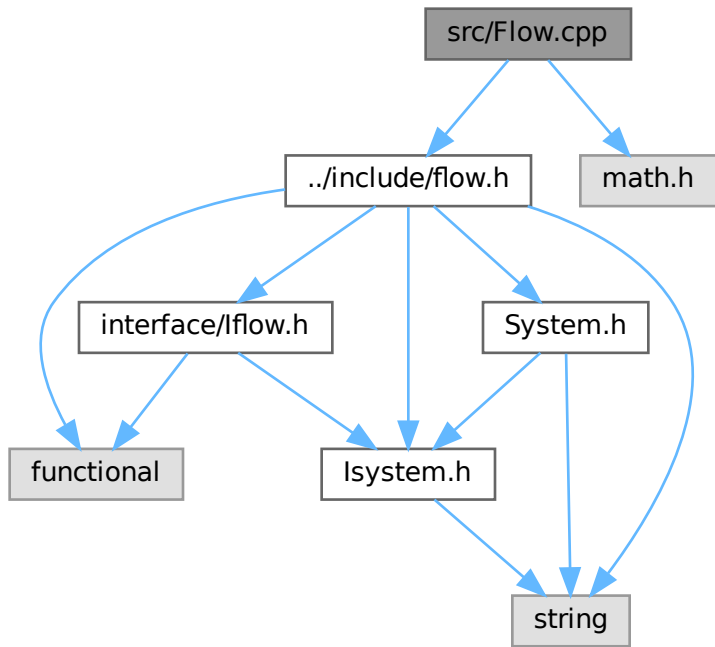 src/Flow.cpp
../include/flow.h
math.h
interface/Iflow.h
System.h
functional
Isystem.h
string